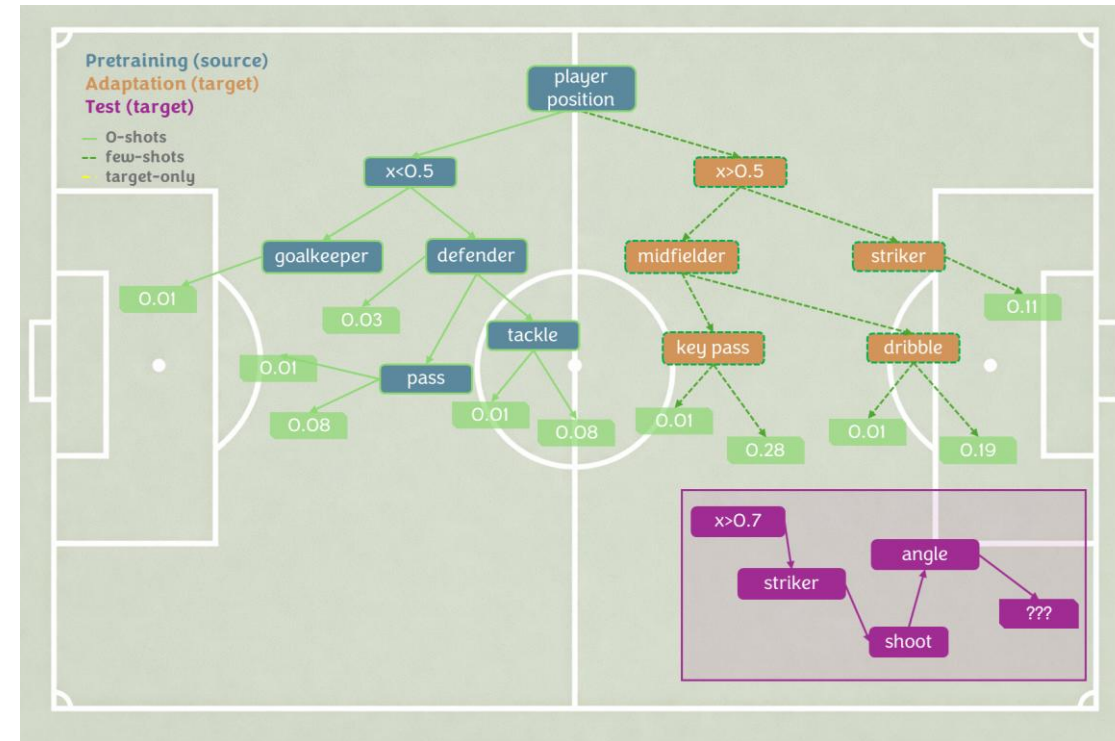 Pretraining (source)
Adaptation (target)
Test (target)
0-shots
few-shots
target-only
player
position
x<0.5
x>0.5
goalkeeper
defender
midfielder
striker
0.01
0.03
0.11
tackle
key pass
dribble
0.01
pass
0.08
0.01
0.08
0.01
0.28
0.01
0.19
x>0.7
striker
angle
shoot
???